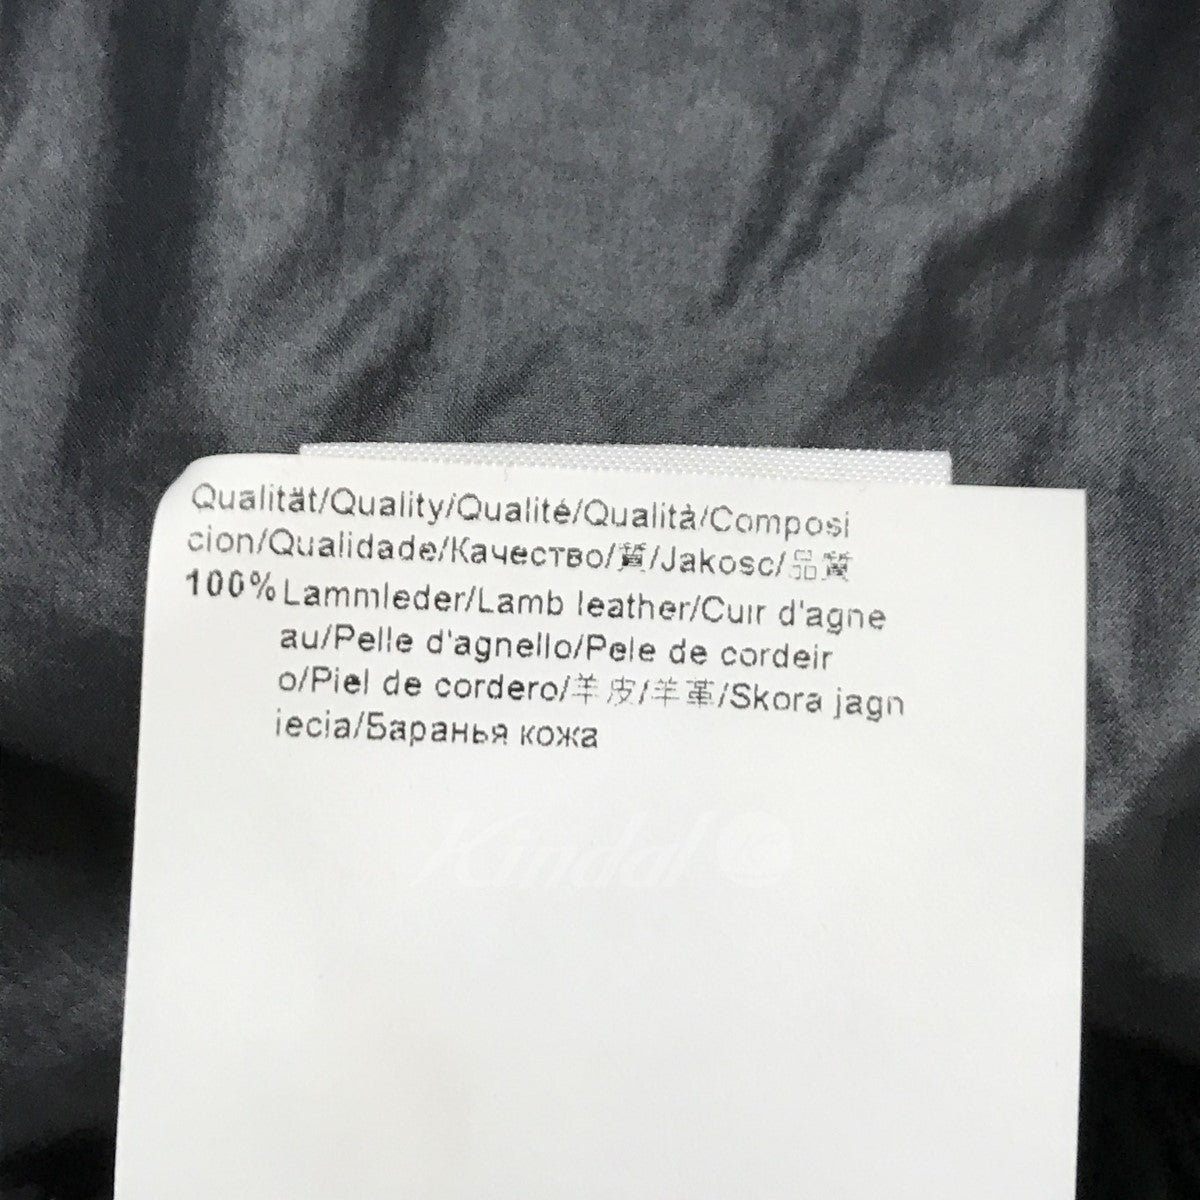 Qualität/Quality/Qualité/Qualità/Composi
cion/Qualidade/Качество/質/Jakosc/品質
100% Lammleder/Lamb leather/Cuir d'agne
au/Pelle d'agnello/Pele de cordeir
o/Piel de cordero/羊皮/羊革/Skora jagn
iecia/Баранья кожа
Kindal